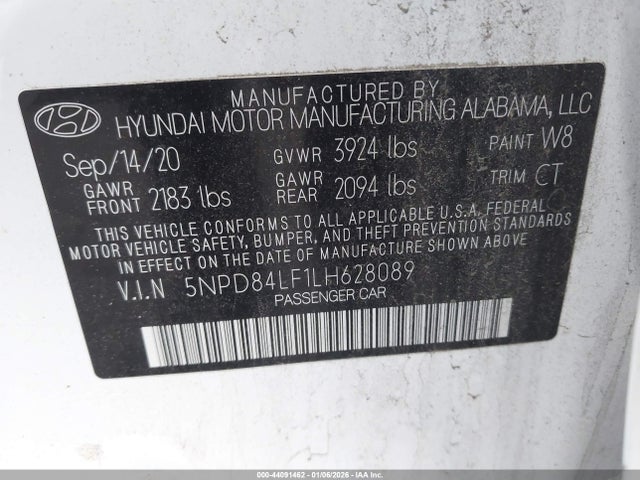 MANUFACTURED BY
HYUNDAI MOTOR MANUFACTURING ALABAMA, LLC
Sep/14/20 GVWR 3924 lbs PAINT W8
GAWR FRONT 2183 lbs GAWR REAR 2094 lbs TRIM CT
THIS VEHICLE CONFORMS TO ALL APPLICABLE U.S.A. FEDERAL
MOTOR VEHICLE SAFETY, BUMPER, AND THEFT PREVENTION STANDARDS
IN EFFECT ON THE DATE OF MANUFACTURE SHOWN ABOVE.
V.I.N 5NPD84LF1LH628089
PASSENGER CAR
000-44091462 - 01/06/2026 - IAA Inc.